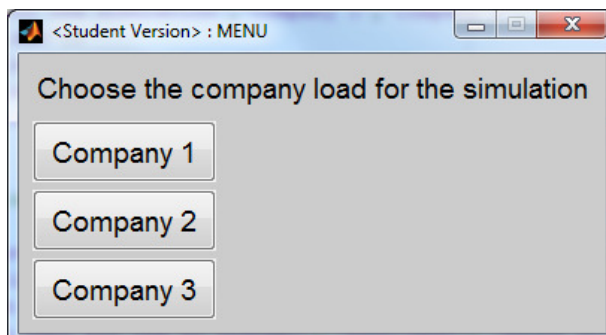 <Student Version> : MENU
Choose the company load for the simulation
Company 1
Company 2
Company 3